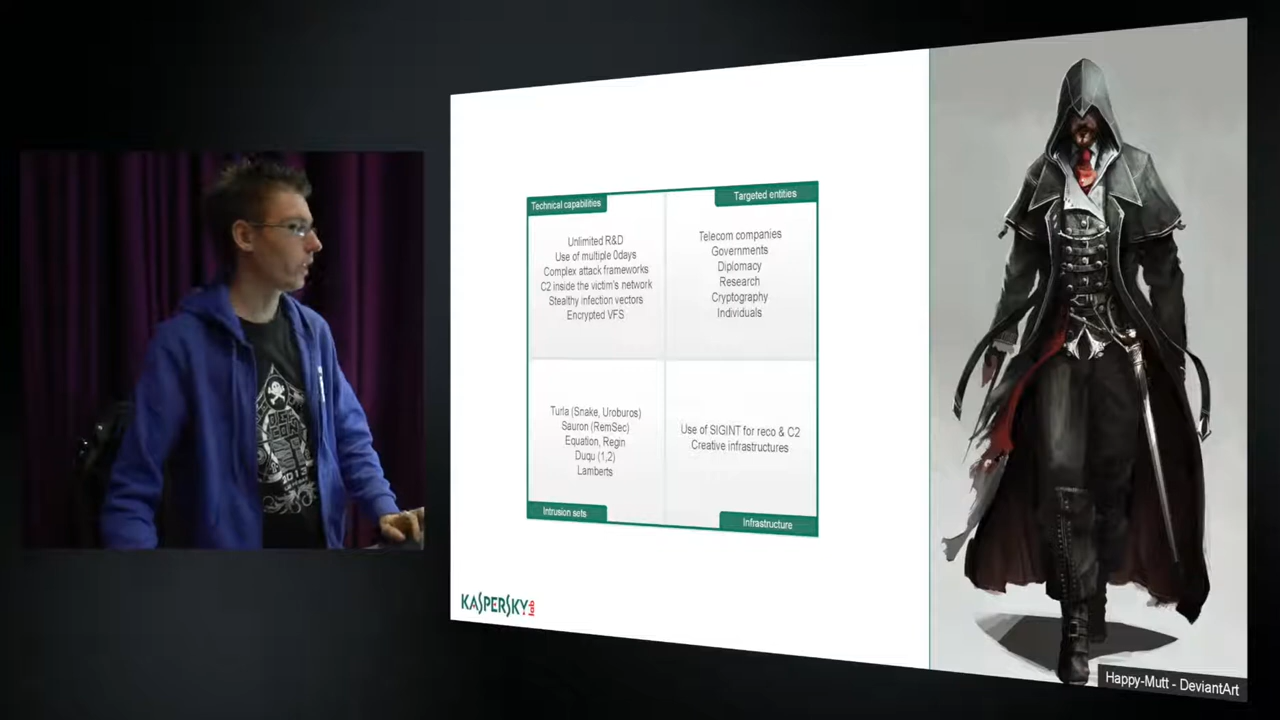 Technical capabilities
Unlimited R&D
Use of multiple 0days
Complex attack frameworks
C2 inside the victim's network
Stealthy infection vectors
Encrypted VFS
Targeted entities
Telecom companies
Governments
Diplomacy
Research
Cryptography
Individuals
Turla (Snake, Uroburos)
Sauron (RemSec)
Equation, Regin
Duqu (1,2)
Lamberts
Intrusion sets
Use of SIGINT for reco & C2
Creative infrastructures
Infrastructure
KASPERSKY lab
Happy-Mutt - DeviantArt
2013